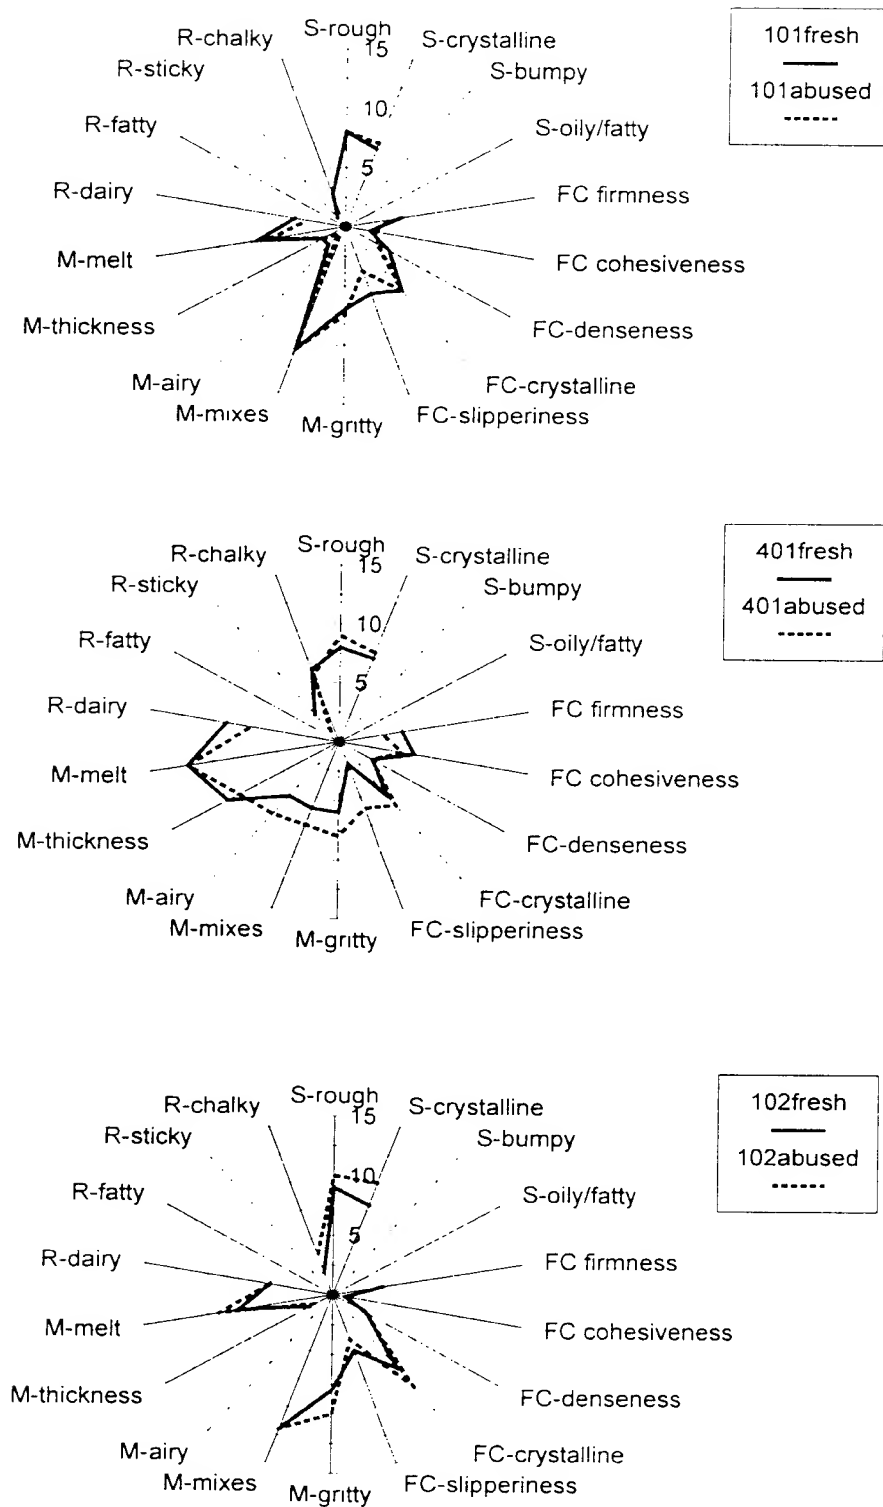 S-rough
15
R-chalky
S-crystalline
R-sticky
S-bumpy
10
R-fatty
S-oily/fatty
5
R-dairy
FC firmness
M-melt
FC cohesiveness
M-thickness
FC-denseness
M-airy
FC-crystalline
M-mixes
FC-slipperiness
M-gritty
101fresh
101abused
S-rough
15
R-chalky
S-crystalline
R-sticky
S-bumpy
10
R-fatty
S-oily/fatty
5
R-dairy
FC firmness
M-melt
FC cohesiveness
M-thickness
FC-denseness
M-airy
FC-crystalline
M-mixes
FC-slipperiness
M-gritty
401fresh
401abused
S-rough
15
R-chalky
S-crystalline
R-sticky
S-bumpy
10
R-fatty
S-oily/fatty
5
R-dairy
FC firmness
M-melt
FC cohesiveness
M-thickness
FC-denseness
M-airy
FC-crystalline
M-mixes
FC-slipperiness
M-gritty
102fresh
102abused